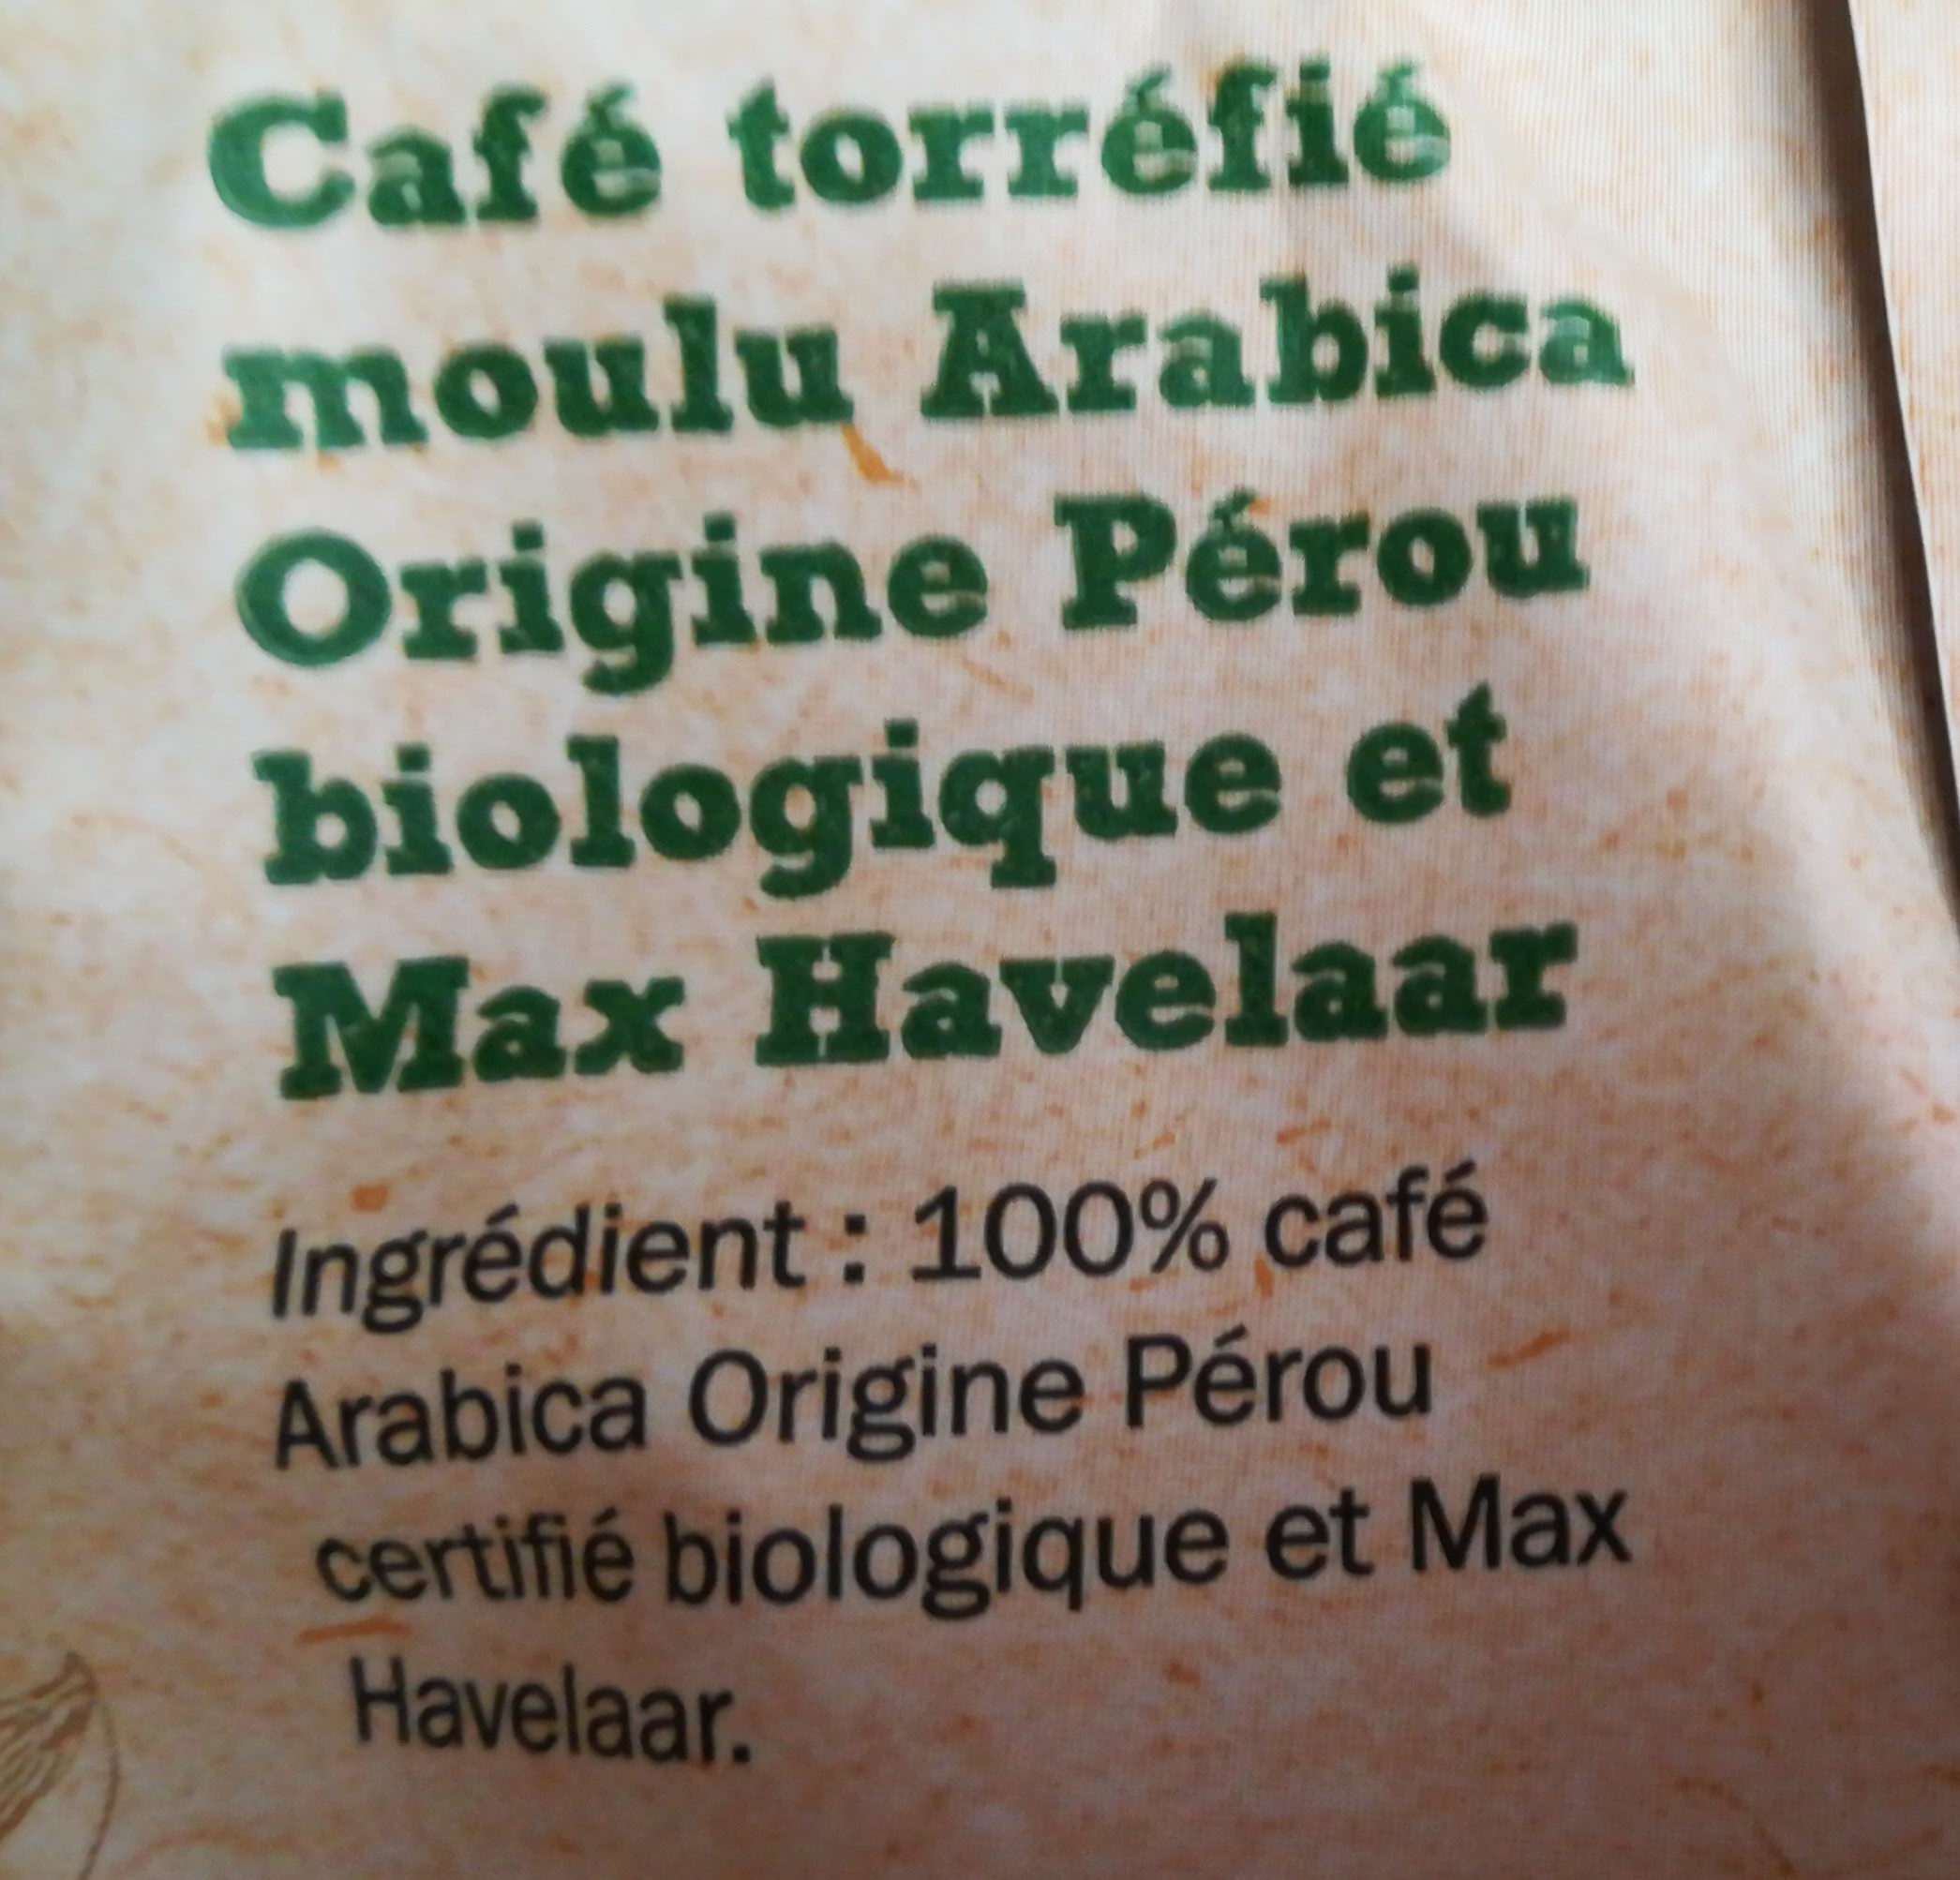 Café torréfié
moulu Arabica
Origine Pérou
biologique et
Max Havelaar
Ingrédient : 100% café
Arabica Origine Pérou
certifié biologique et Max
Havelaar.